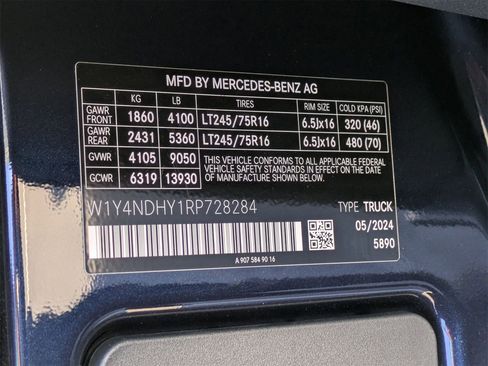 MFD BY MERCEDES-BENZ AG
KG LB TIRES RIM SIZE COLD KPA (PSI)
GAWR FRONT 1860 4100 LT245/75R16 6.5Jx16 320 (46)
GAWR REAR 2431 5360 LT245/75R16 6.5Jx16 480 (70)
GVWR 4105 9050 THIS VEHICLE CONFORMS TO ALL APPLICABLE FEDERAL
GCWR 6319 13930 MOTOR VEHICLE SAFETY STANDARDS IN EFFECT ON THE DATE OF MANUFACTURE SHOWN.
W1Y4NDHY1RP728284 TYPE TRUCK
05/2024
5890
A 907 584 90 16